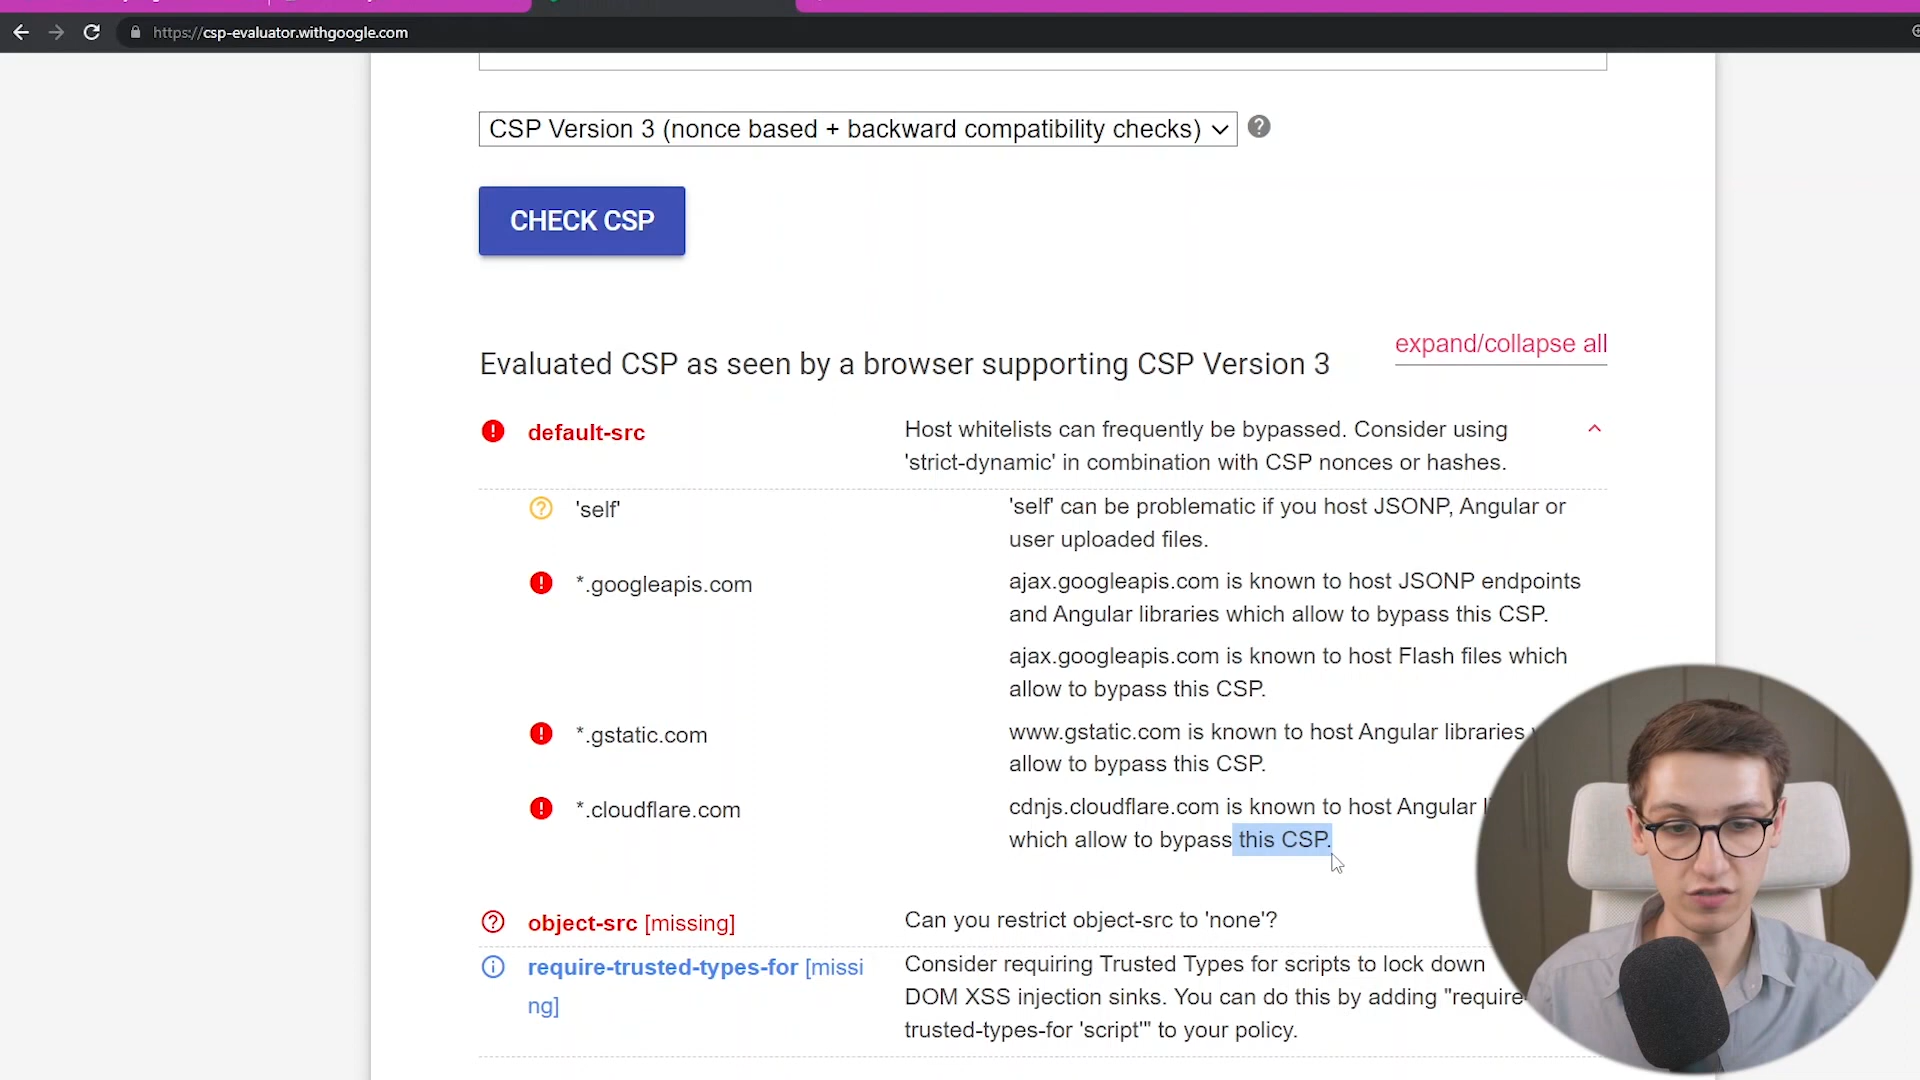 https://csp-evaluator.withgoogle.com
CSP Version 3 (nonce based + backward compatibility checks)
CHECK CSP
expand/collapse all
Evaluated CSP as seen by a browser supporting CSP Version 3
default-src
Host whitelists can frequently be bypassed. Consider using
'strict-dynamic' in combination with CSP nonces or hashes.
'self'
'self' can be problematic if you host JSONP, Angular or
user uploaded files.
*.googleapis.com
ajax.googleapis.com is known to host JSONP endpoints
and Angular libraries which allow to bypass this CSP.
ajax.googleapis.com is known to host Flash files which
allow to bypass this CSP.
*.gstatic.com
www.gstatic.com is known to host Angular libraries
allow to bypass this CSP.
*.cloudflare.com
cdnjs.cloudflare.com is known to host Angular
which allow to bypass this CSP.
object-src [missing]
Can you restrict object-src to 'none'?
require-trusted-types-for [missi
ng]
Consider requiring Trusted Types for scripts to lock down
DOM XSS injection sinks. You can do this by adding "require
trusted-types-for 'script'" to your policy.